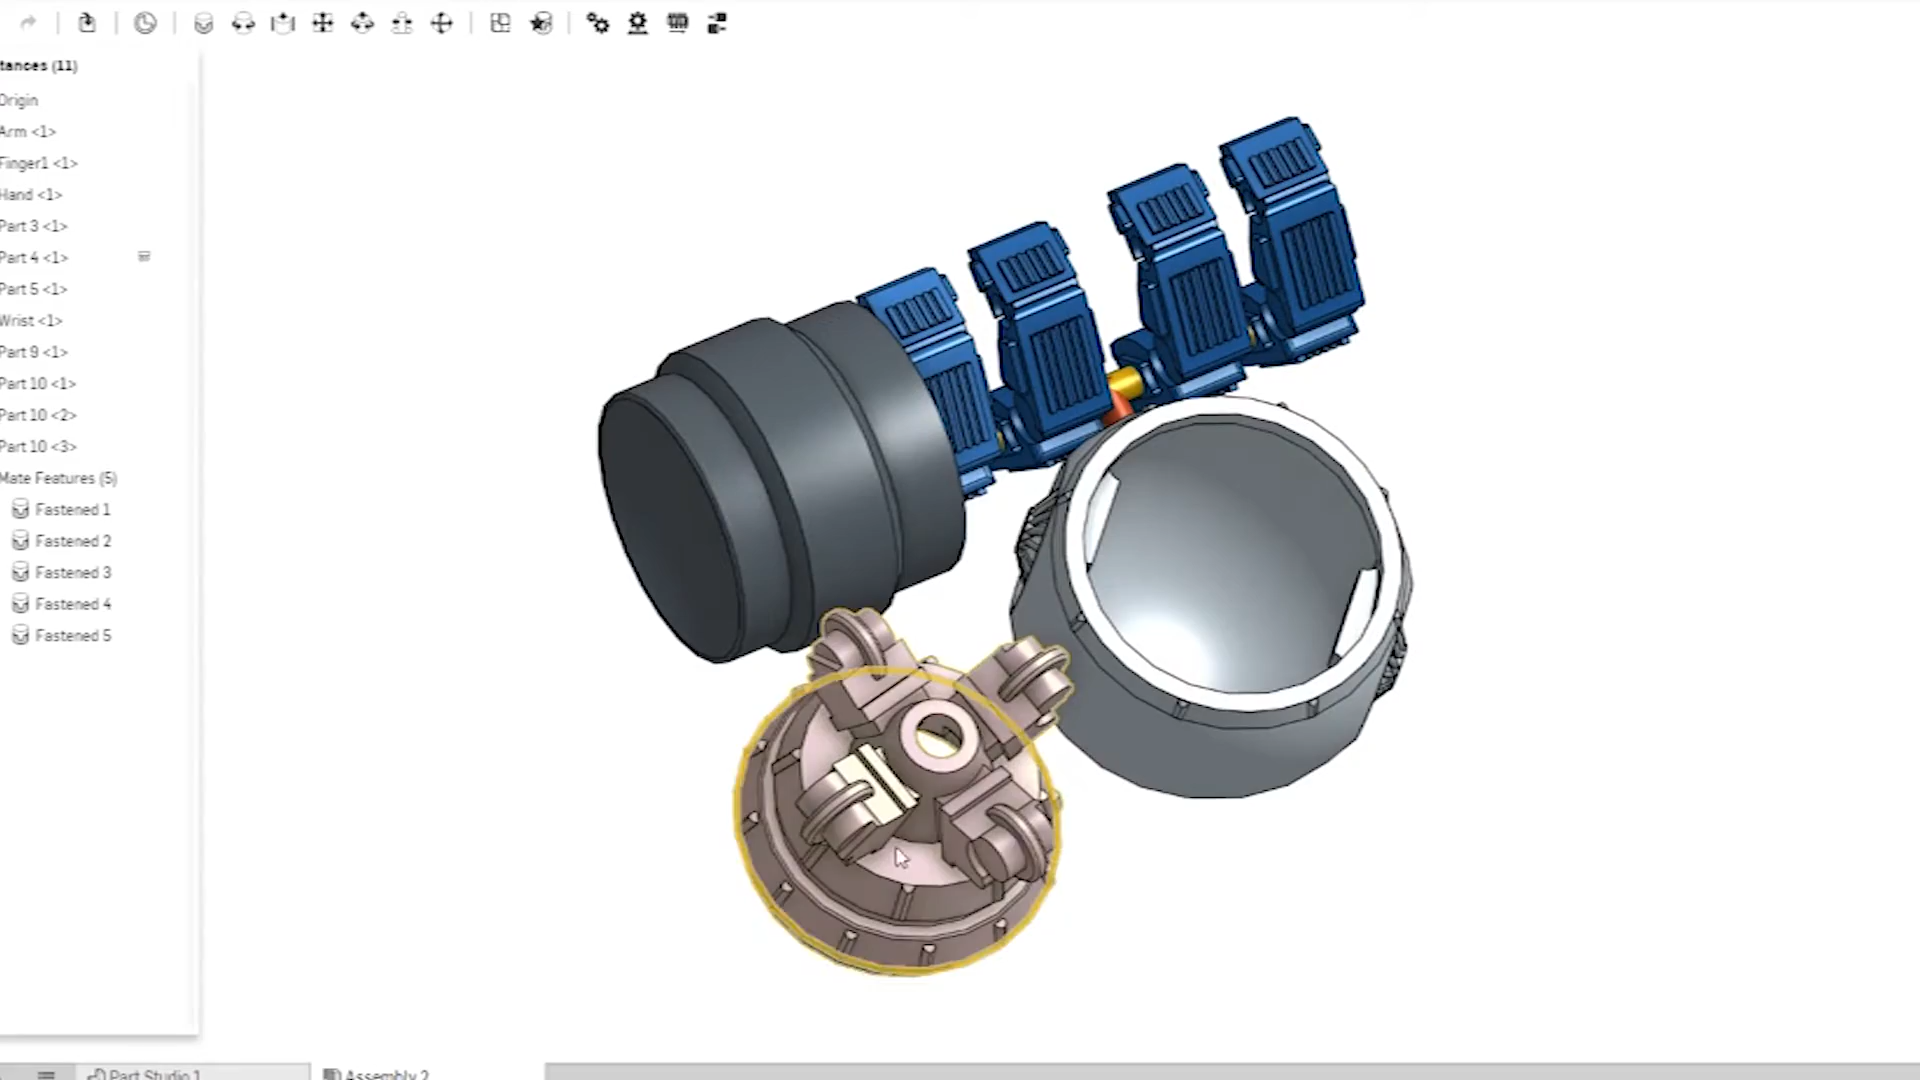 tances (11)
Origin
Arm <1>
Finger1 <1>
Hand <1>
Part 3 <1>
Part 4 <1>
Part 5 <1>
Wrist <1>
Part 9 <1>
Part 10 <1>
Part 10 <2>
Part 10 <3>
Mate Features (5)
Fastened 1
Fastened 2
Fastened 3
Fastened 4
Fastened 5
Part Studio 1
Assembly 2